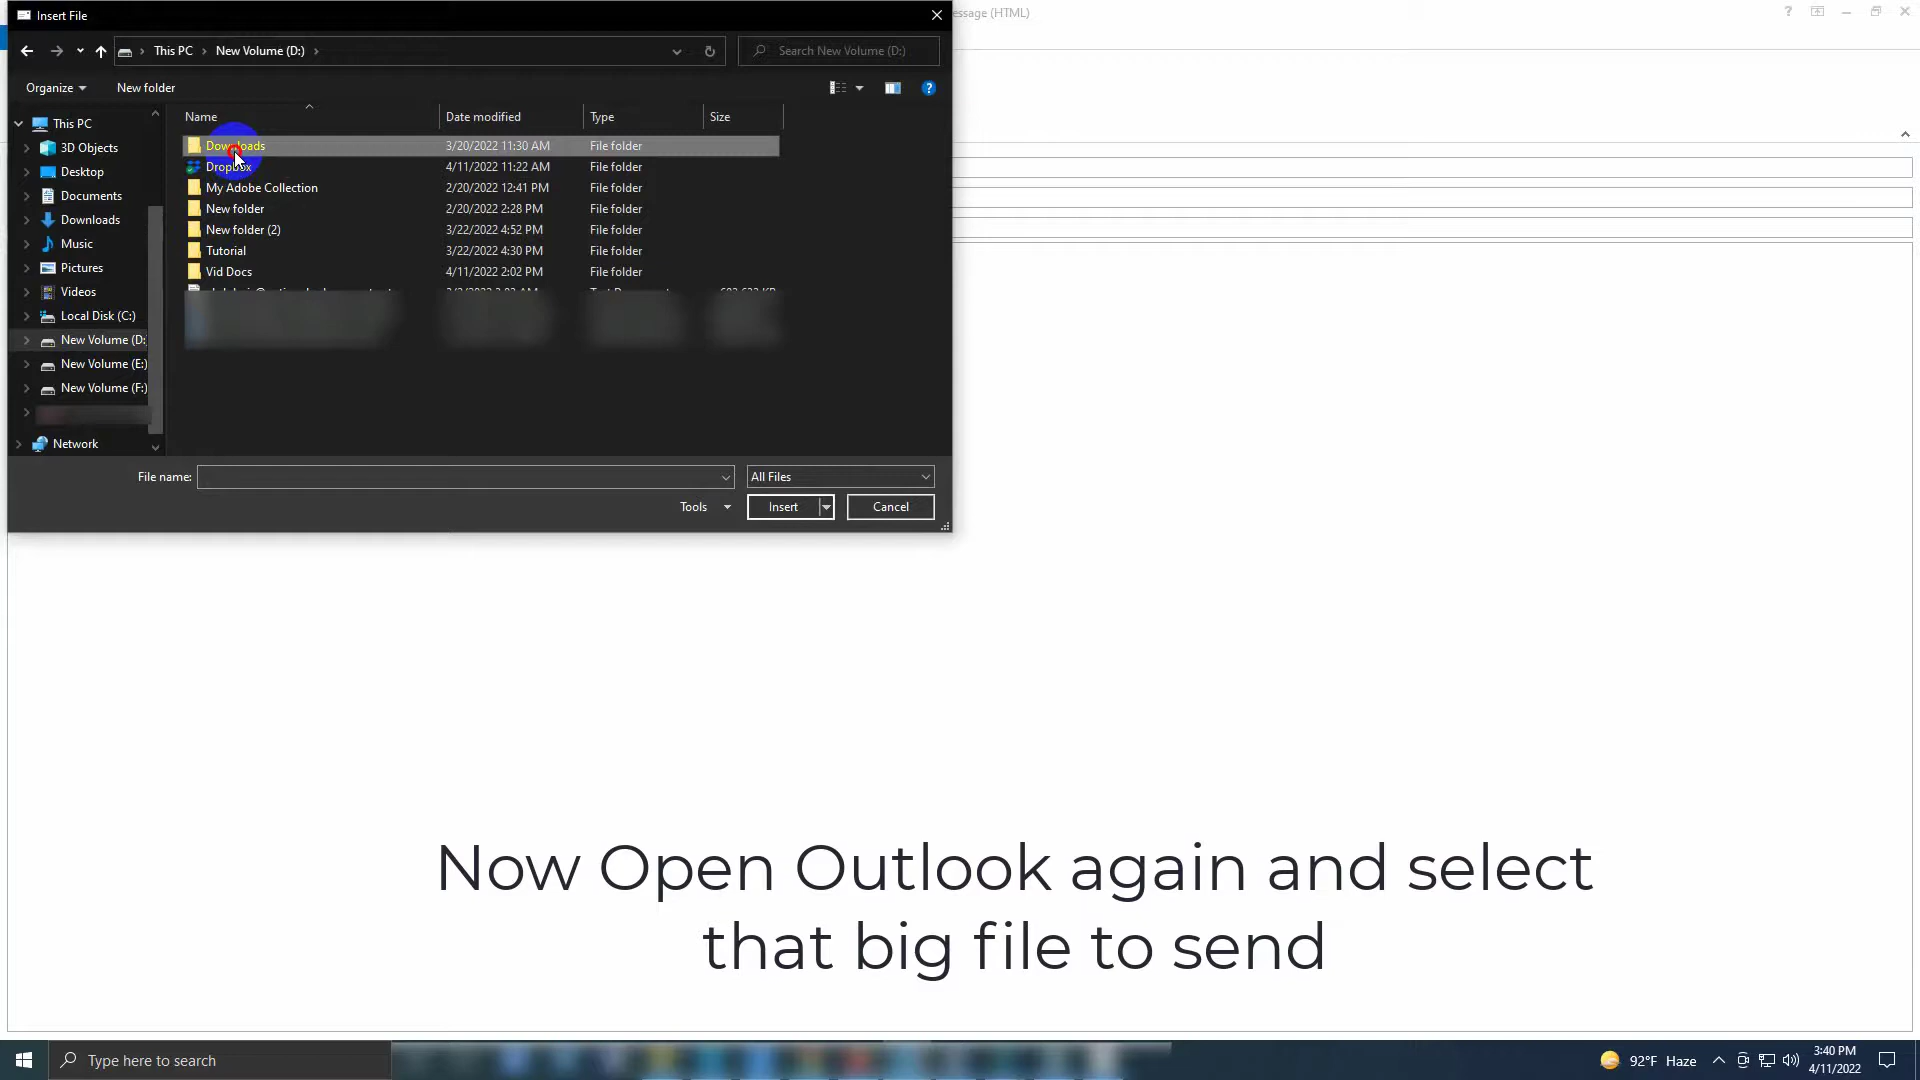 Insert File
essage (HTML)
This PC > New Volume (D:) >
Search New Volume (D:)
Organize
New folder
Name
Date modified
Type
Size
This PC
3D Objects
Desktop
Documents
Downloads
Music
Pictures
Videos
Local Disk (C:)
New Volume (D:
New Volume (E:)
New Volume (F:)
Network
Downloads 3/20/2022 11:30 AM File folder
Dropbox 4/11/2022 11:22 AM File folder
My Adobe Collection 2/20/2022 12:41 PM File folder
New folder 2/20/2022 2:28 PM File folder
New folder (2) 3/22/2022 4:52 PM File folder
Tutorial 3/22/2022 4:30 PM File folder
Vid Docs 4/11/2022 2:02 PM File folder
File name:
All Files
Tools
Insert
Cancel
Now Open Outlook again and select
that big file to send
Type here to search
92°F Haze
3:40 PM
4/11/2022